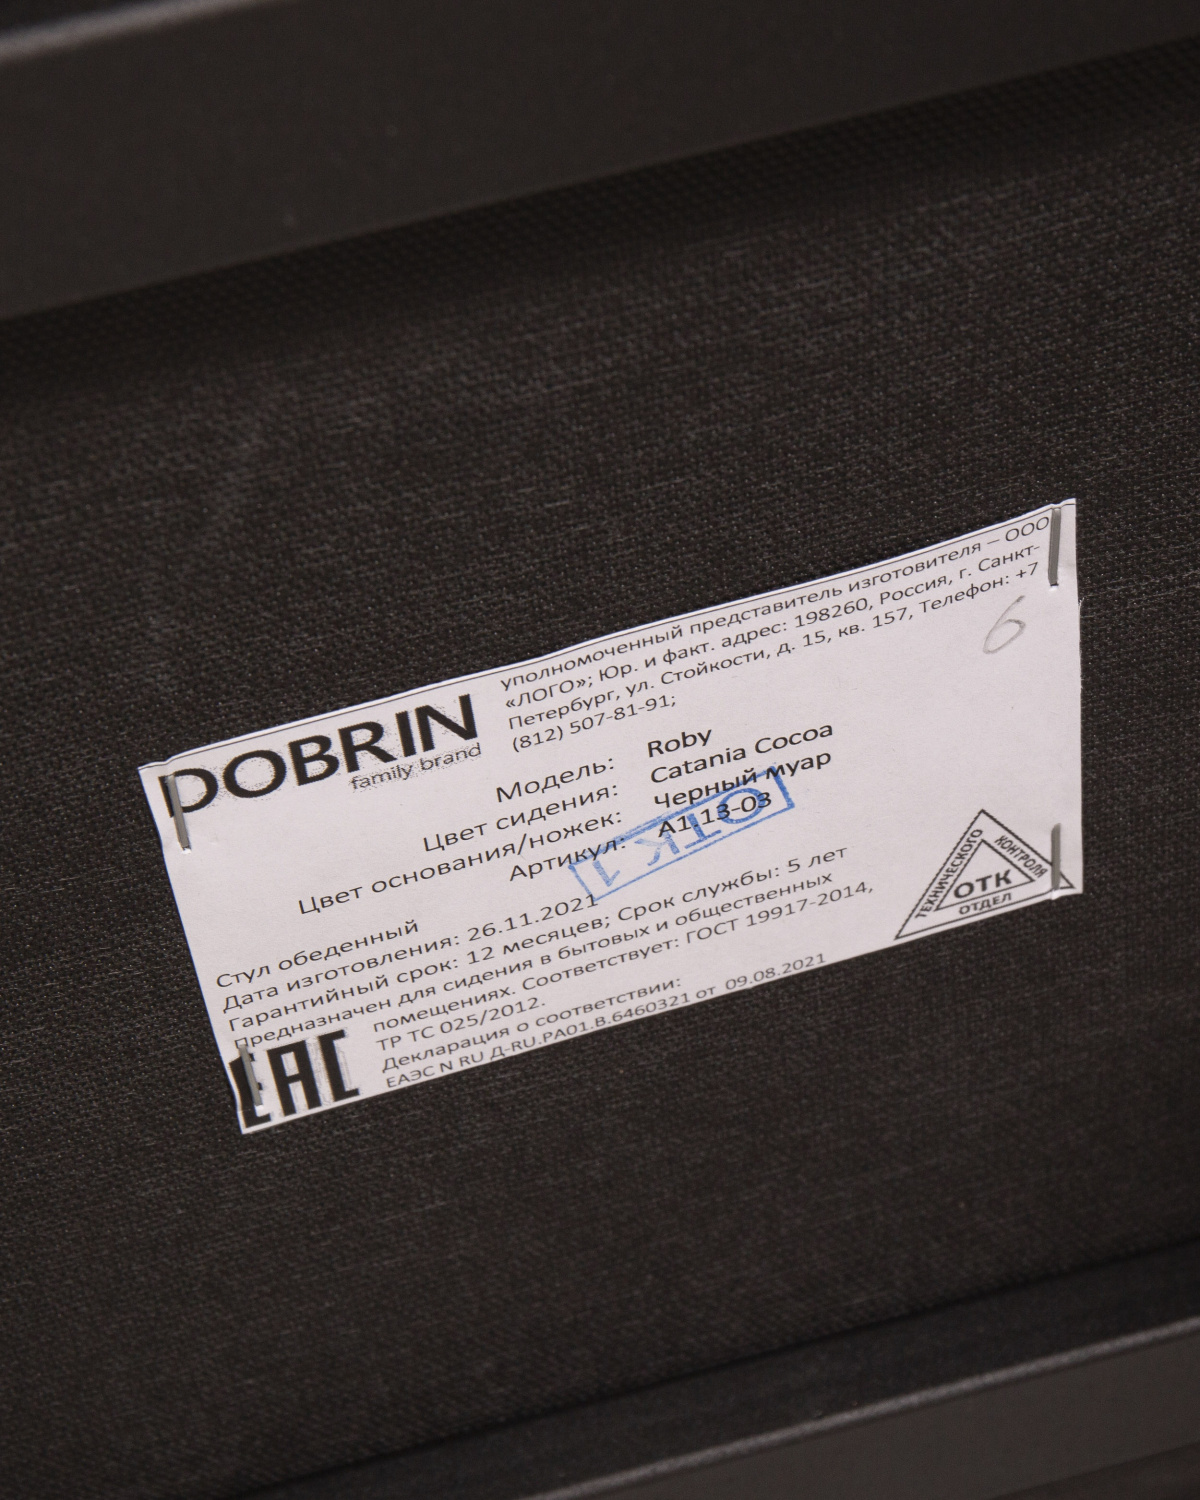 DOBRIN
family brand
уполномоченный представитель изготовителя – ООО
«ЛОГО»; Юр. и факт. адрес: 198260, Россия, г. Санкт-
Петербург, ул. Стойкости, д. 15, кв. 157, Телефон: +7
(812) 507-81-91;
6
Модель: Roby
Цвет сидения: Catania Cocoa
Цвет основания/ножек: Черный муар
Артикул: A1.13-03
ОТК 1
Стул обеденный
Дата изготовления: 26.11.2021
Гарантийный срок: 12 месяцев; Срок службы: 5 лет
Предназначен для сидения в бытовых и общественных
помещениях. Соответствует: ГОСТ 19917-2014,
ТР ТС 025/2012.
Декларация о соответствии:
ЕАЭС N RU Д-RU.РА01.В.6460321 от 09.08.2021
EAC
ТЕХНИЧЕСКОГО
КОНТРОЛЯ
ОТК
ОТДЕЛ